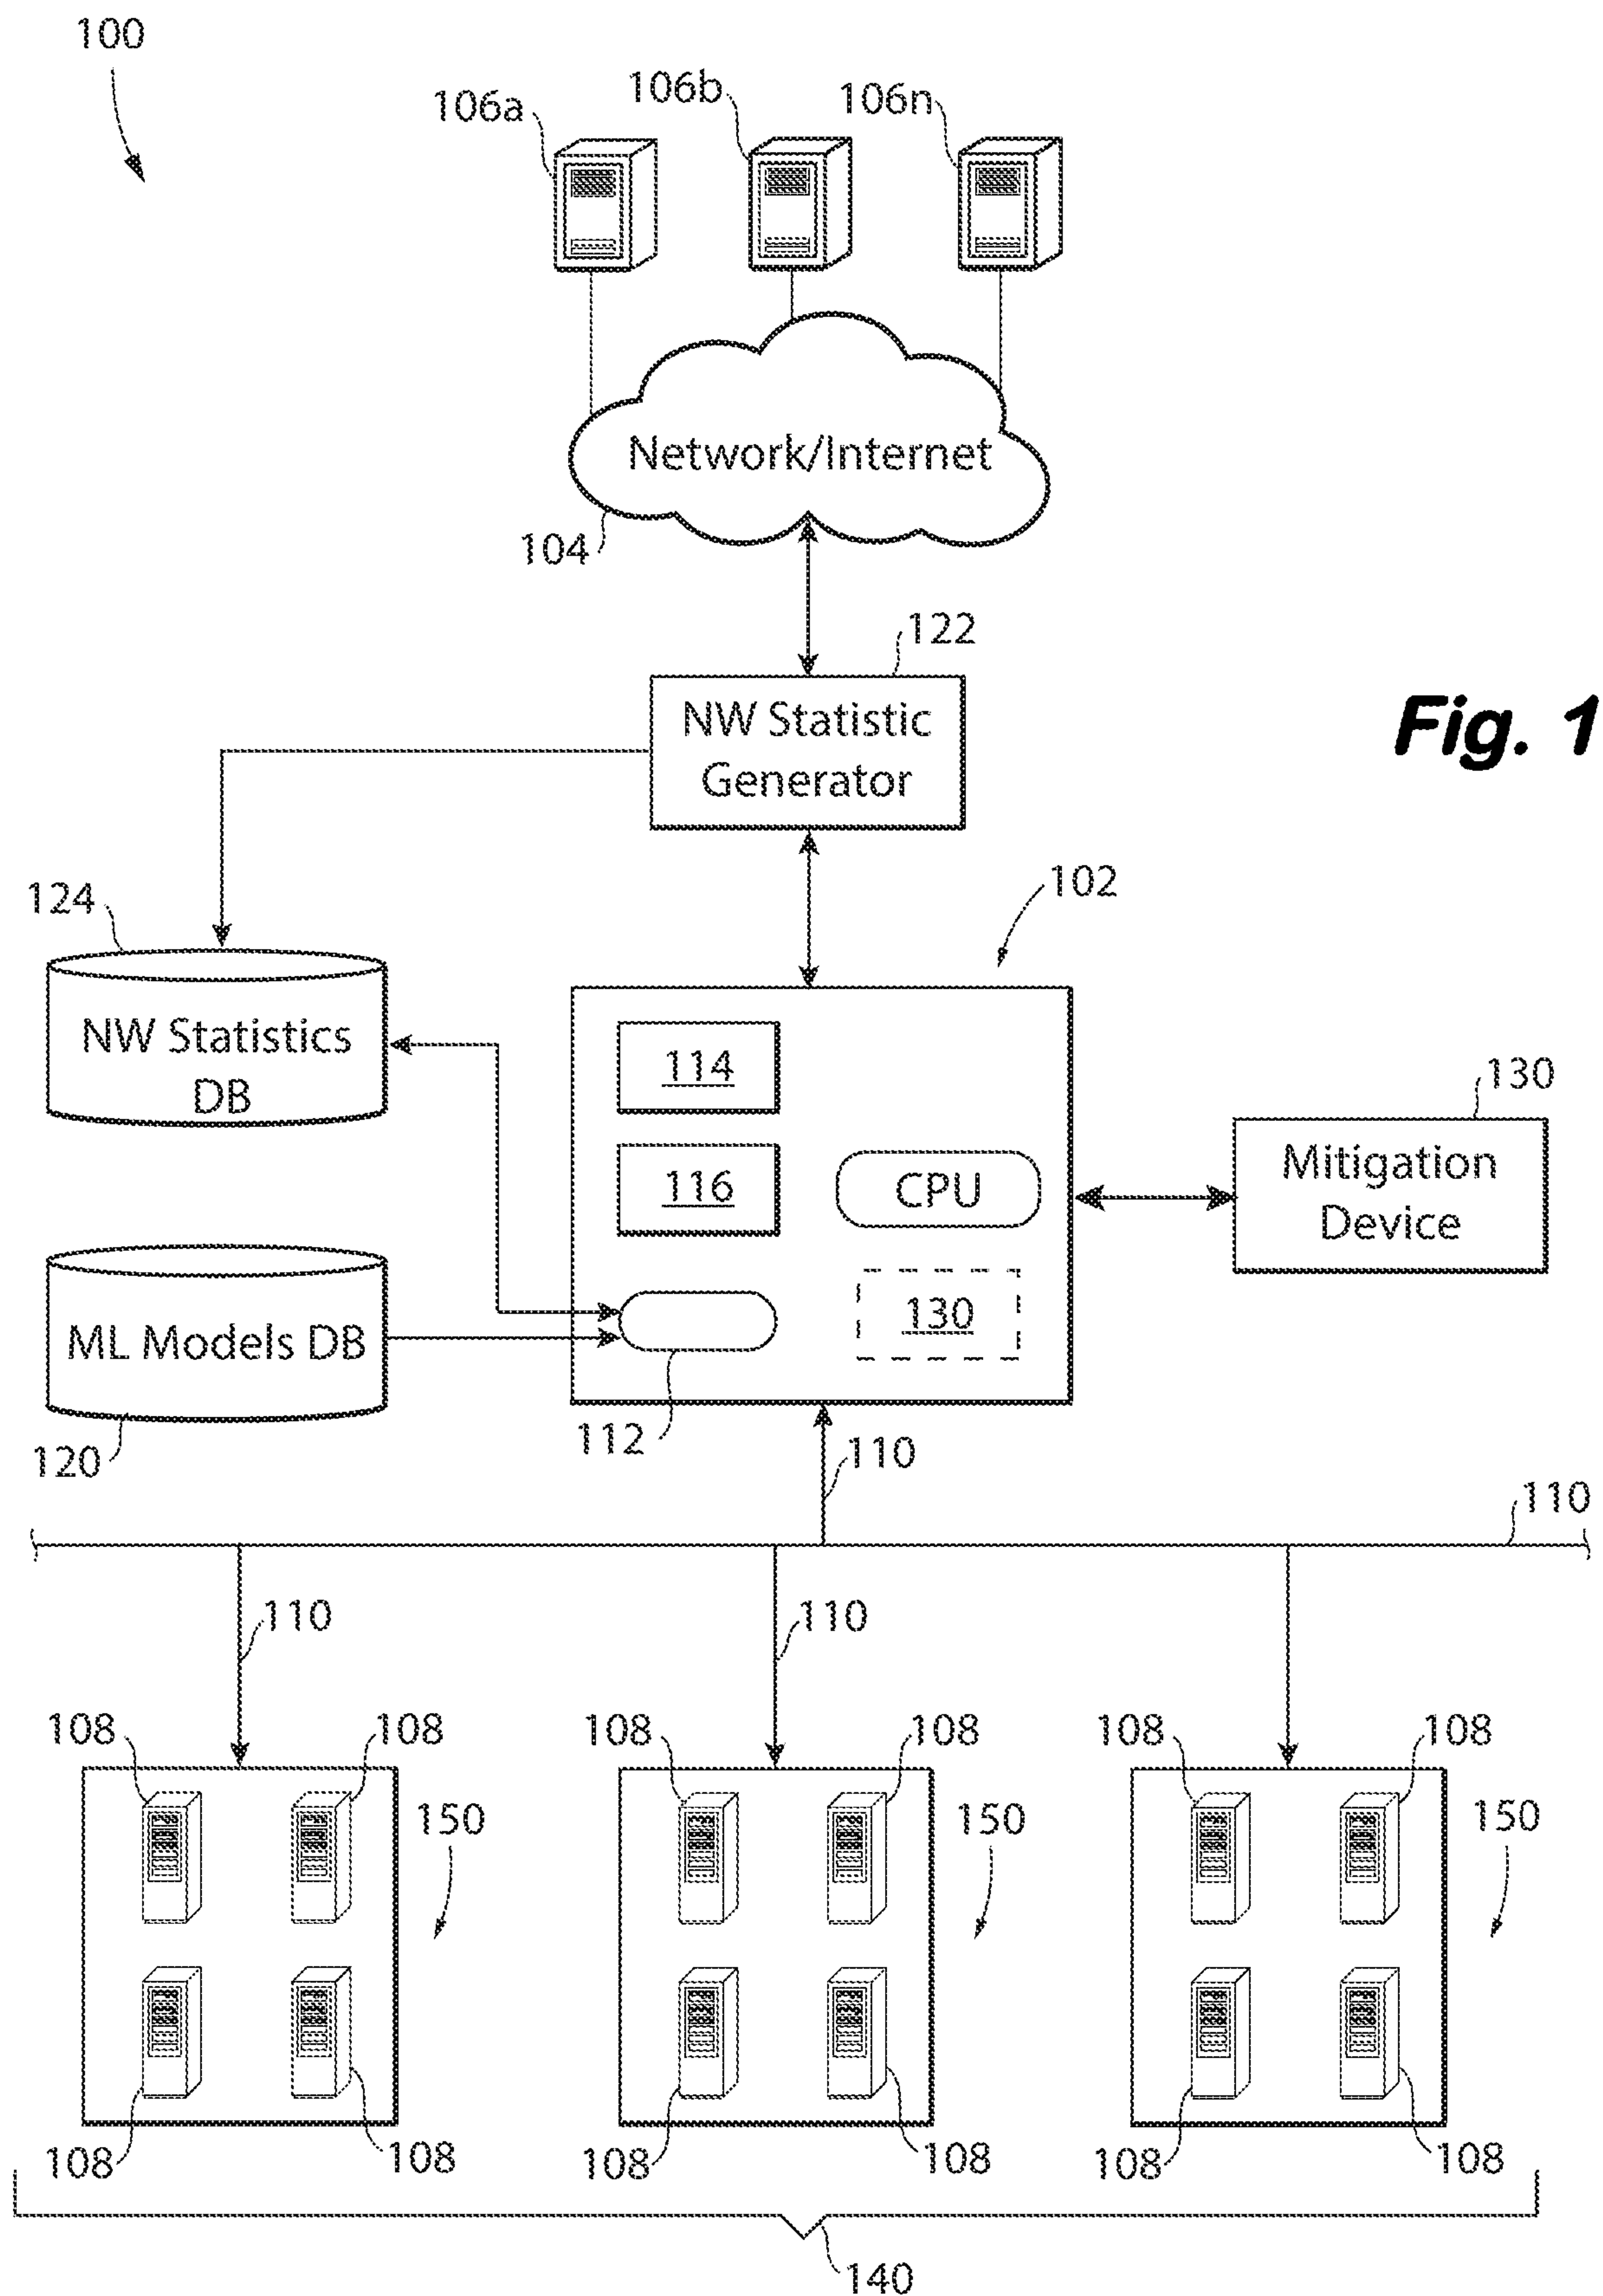 100
106a
106b
106n
Network/Internet
104
122
NW Statistic
Generator
Fig. 1
102
124
NW Statistics
DB
114
116
CPU
130
Mitigation
Device
130
ML Models DB
120
112
110
110
110
110
108
108
108
108
108
108
150
150
150
108
108
108
108
108
108
140